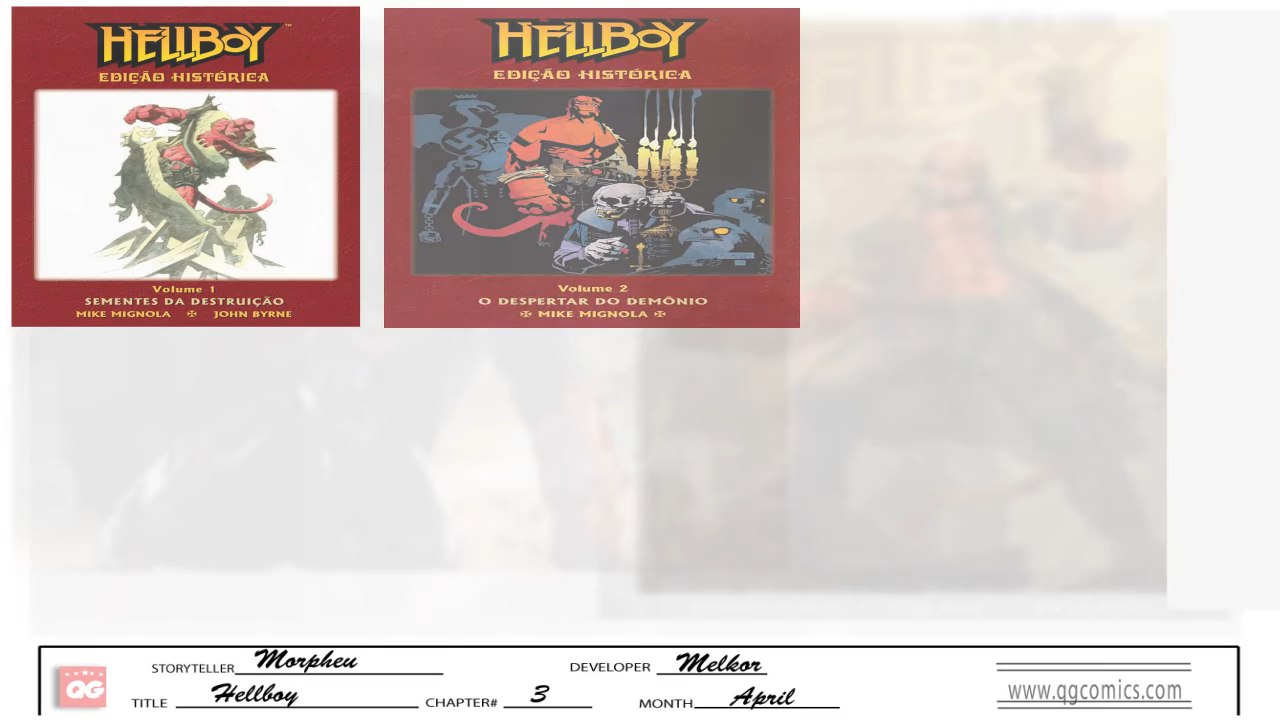 HELLBOY™
EDIÇÃO HISTÓRICA
Volume 1
SEMENTES DA DESTRUIÇÃO
MIKE MIGNOLA ✠ JOHN BYRNE
HELLBOY
EDIÇÃO HISTÓRICA
Volume 2
O DESPERTAR DO DEMÔNIO
✠ MIKE MIGNOLA ✠
QG
STORYTELLER Morpheu
DEVELOPER Melkor
TITLE Hellboy
CHAPTER# 3
MONTH April
www.qgcomics.com